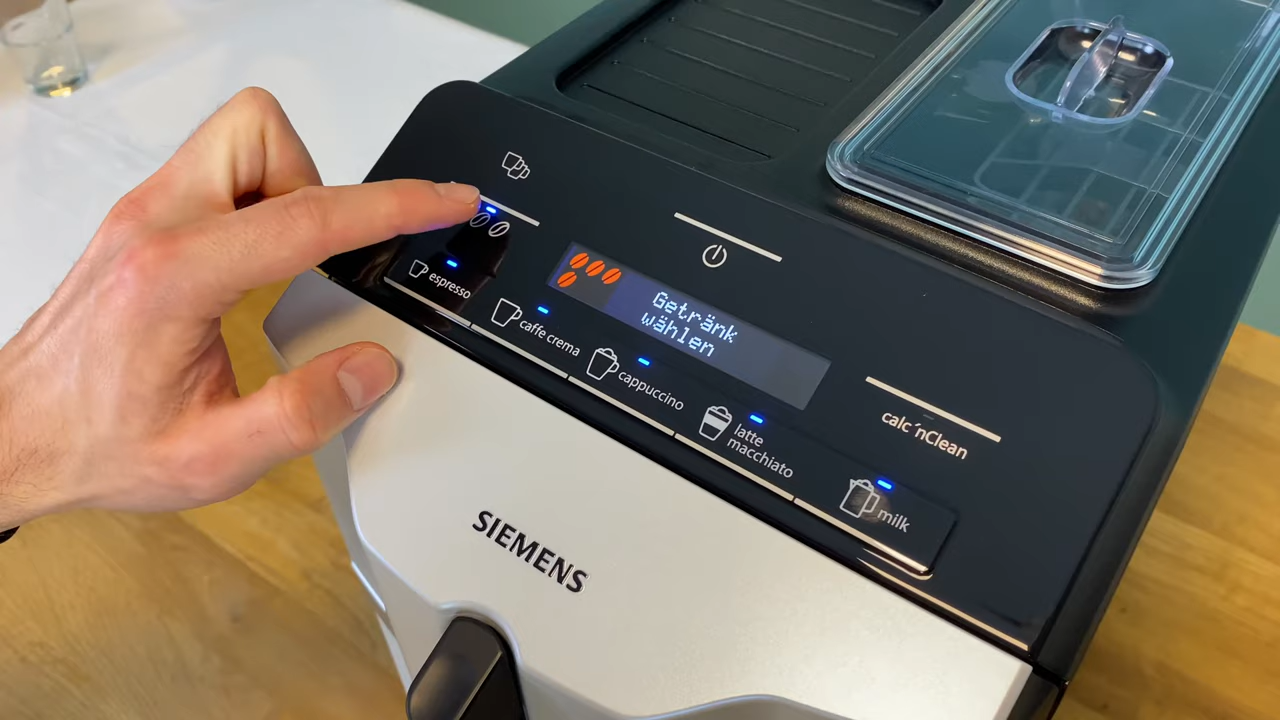 Getränk
wählen
espresso
caffe crema
cappuccino
latte
macchiato
milk
calc´nClean
SIEMENS